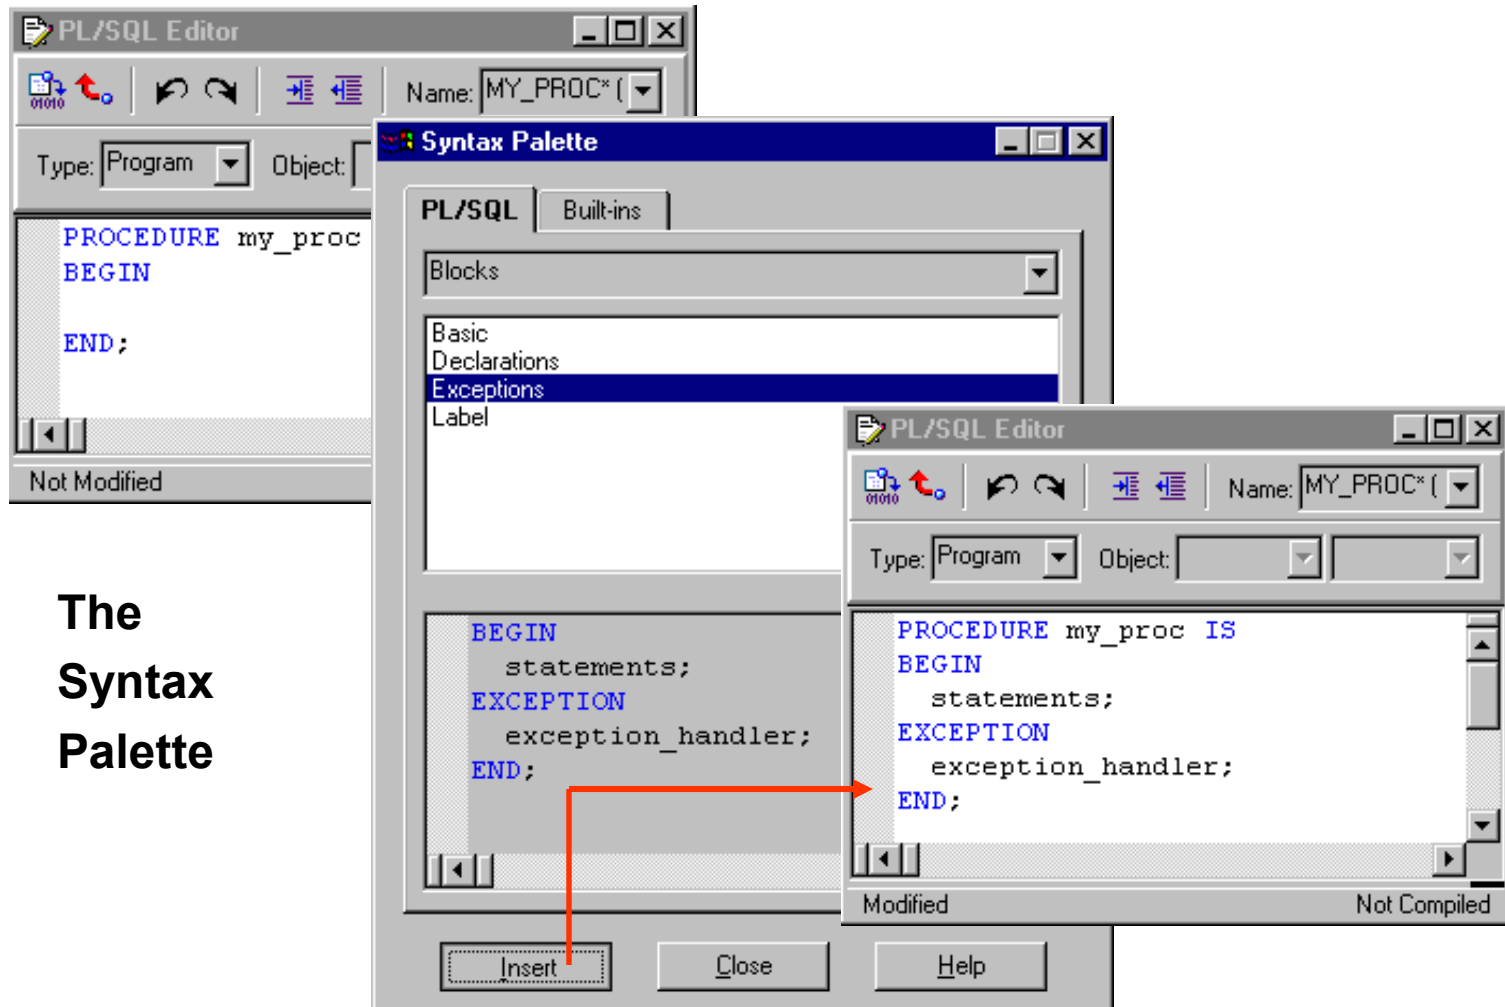 PL/SQL Editor
01010
Name: MY_PROC* (
Type: Program Object:
PROCEDURE my_proc
BEGIN
END;
Not Modified
Syntax Palette
PL/SQL Built-ins
Blocks
Basic
Declarations
Exceptions
Label
BEGIN
statements;
EXCEPTION
exception_handler;
END;
Insert Close Help
PL/SQL Editor
01010
Name: MY_PROC* (
Type: Program Object:
PROCEDURE my_proc IS
BEGIN
statements;
EXCEPTION
exception_handler;
END;
Modified Not Compiled
The
Syntax
Palette